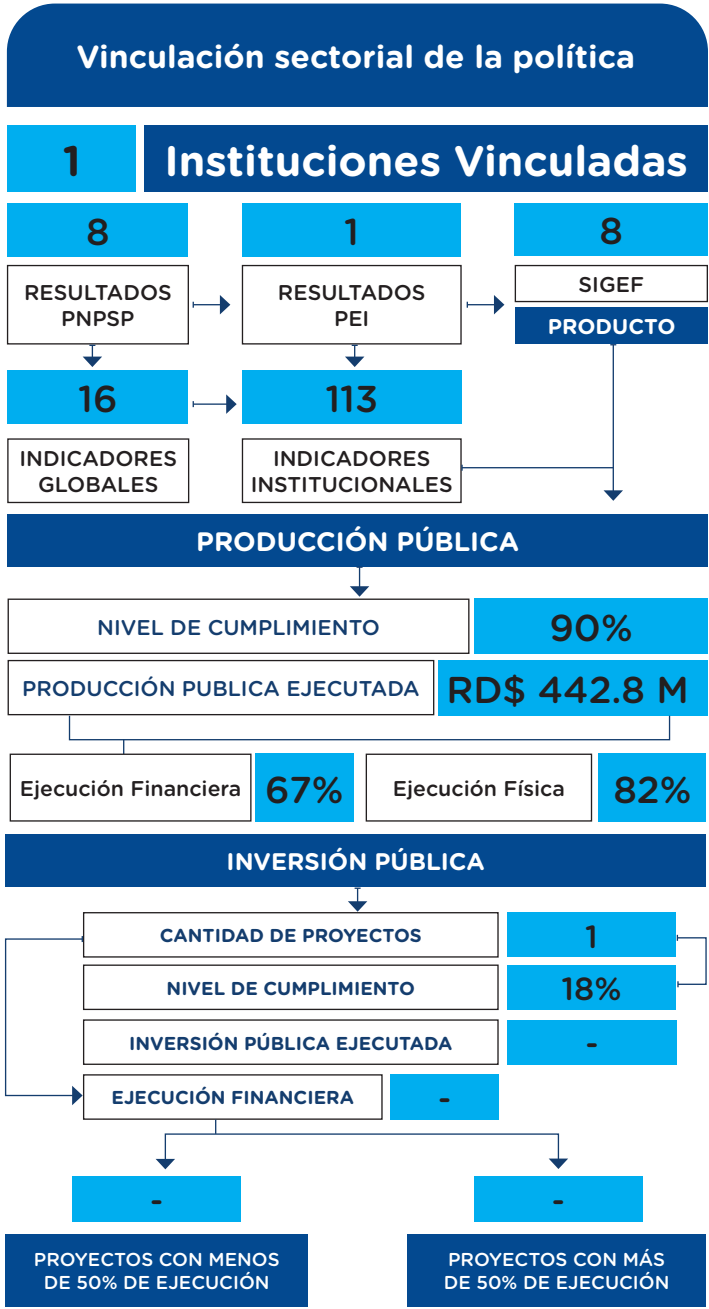 Vinculación sectorial de la política
1
Instituciones Vinculadas
8
1
8
RESULTADOS
PNPSP
RESULTADOS
PEI
SIGEF
PRODUCTO
16
113
INDICADORES
GLOBALES
INDICADORES
INSTITUCIONALES
PRODUCCIÓN PÚBLICA
NIVEL DE CUMPLIMIENTO
90%
PRODUCCIÓN PUBLICA EJECUTADA
RD$ 442.8 M
Ejecución Financiera
67%
Ejecución Física
82%
INVERSIÓN PÚBLICA
CANTIDAD DE PROYECTOS
1
NIVEL DE CUMPLIMIENTO
18%
INVERSIÓN PÚBLICA EJECUTADA
-
EJECUCIÓN FINANCIERA
-
-
-
PROYECTOS CON MENOS
DE 50% DE EJECUCIÓN
PROYECTOS CON MÁS
DE 50% DE EJECUCIÓN